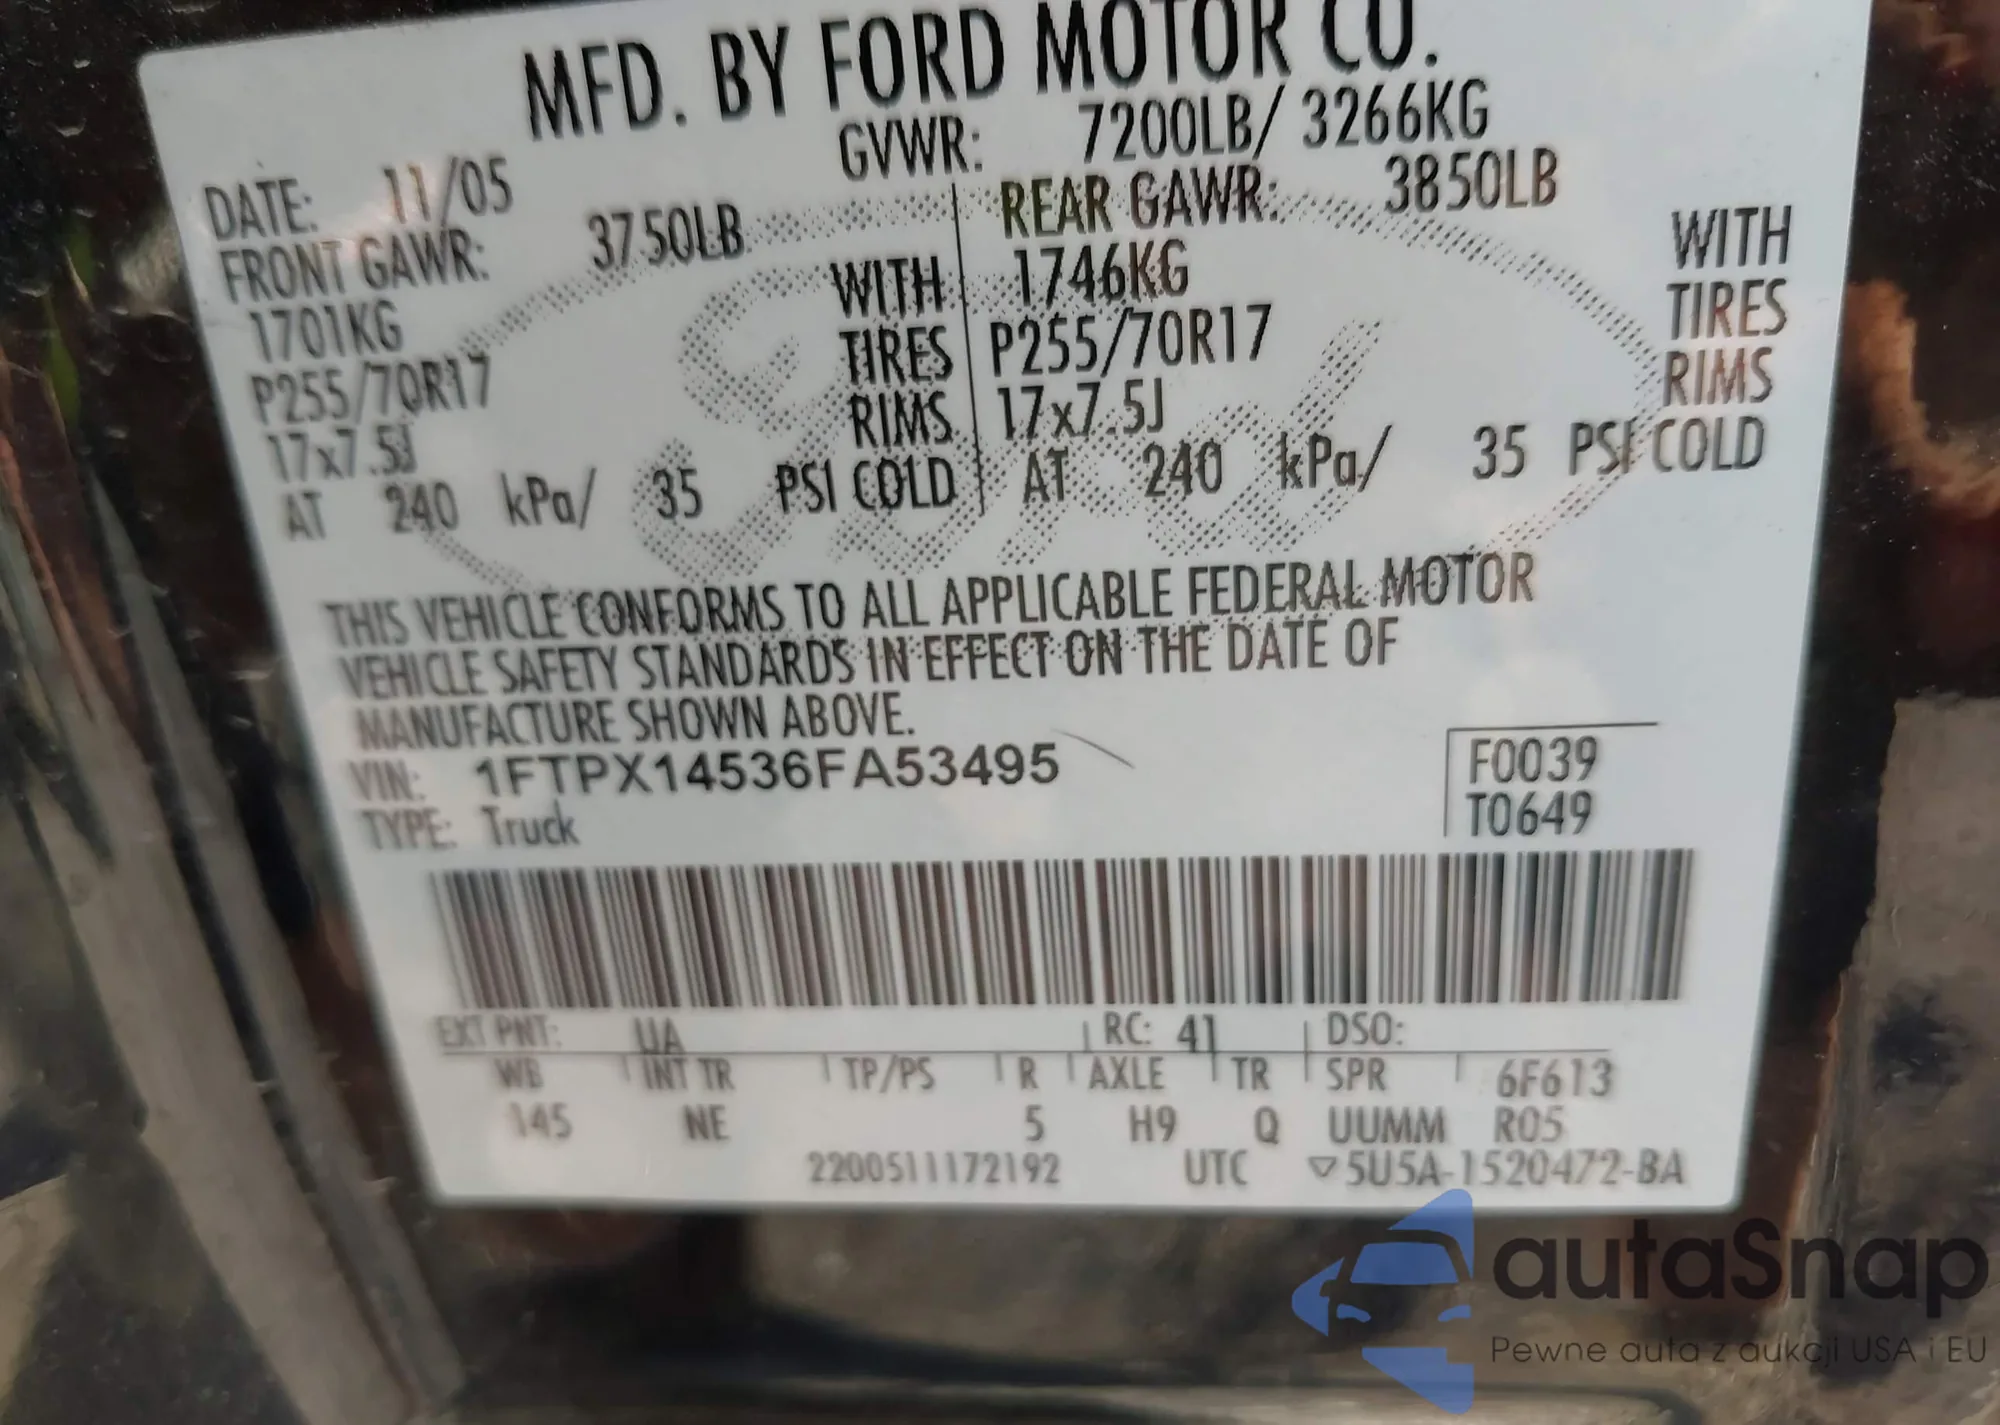 MFD. BY FORD MOTOR CO.
DATE: 11/05 GVWR: 7200LB/ 3266KG
FRONT GAWR: 3750LB REAR GAWR: 3850LB
1701KG WITH 1746KG WITH
P255/70R17 TIRES P255/70R17 TIRES
17x7.5J RIMS 17x7.5J RIMS
AT 240 kPa/ 35 PSI COLD AT 240 kPa/ 35 PSI COLD
Ford
THIS VEHICLE CONFORMS TO ALL APPLICABLE FEDERAL MOTOR
VEHICLE SAFETY STANDARDS IN EFFECT ON THE DATE OF
MANUFACTURE SHOWN ABOVE.
VIN: 1FTPX14536FA53495 F0039
TYPE: Truck T0649
EXT PNT: UA RC: 41 DSO:
WB INT TR TP/PS R AXLE TR SPR 6F613
145 NE 5 H9 Q UUMM R05
2200511172192 UTC ▽5U5A-1520472-BA
autaSnap
Pewne auta z aukcji USA i EU